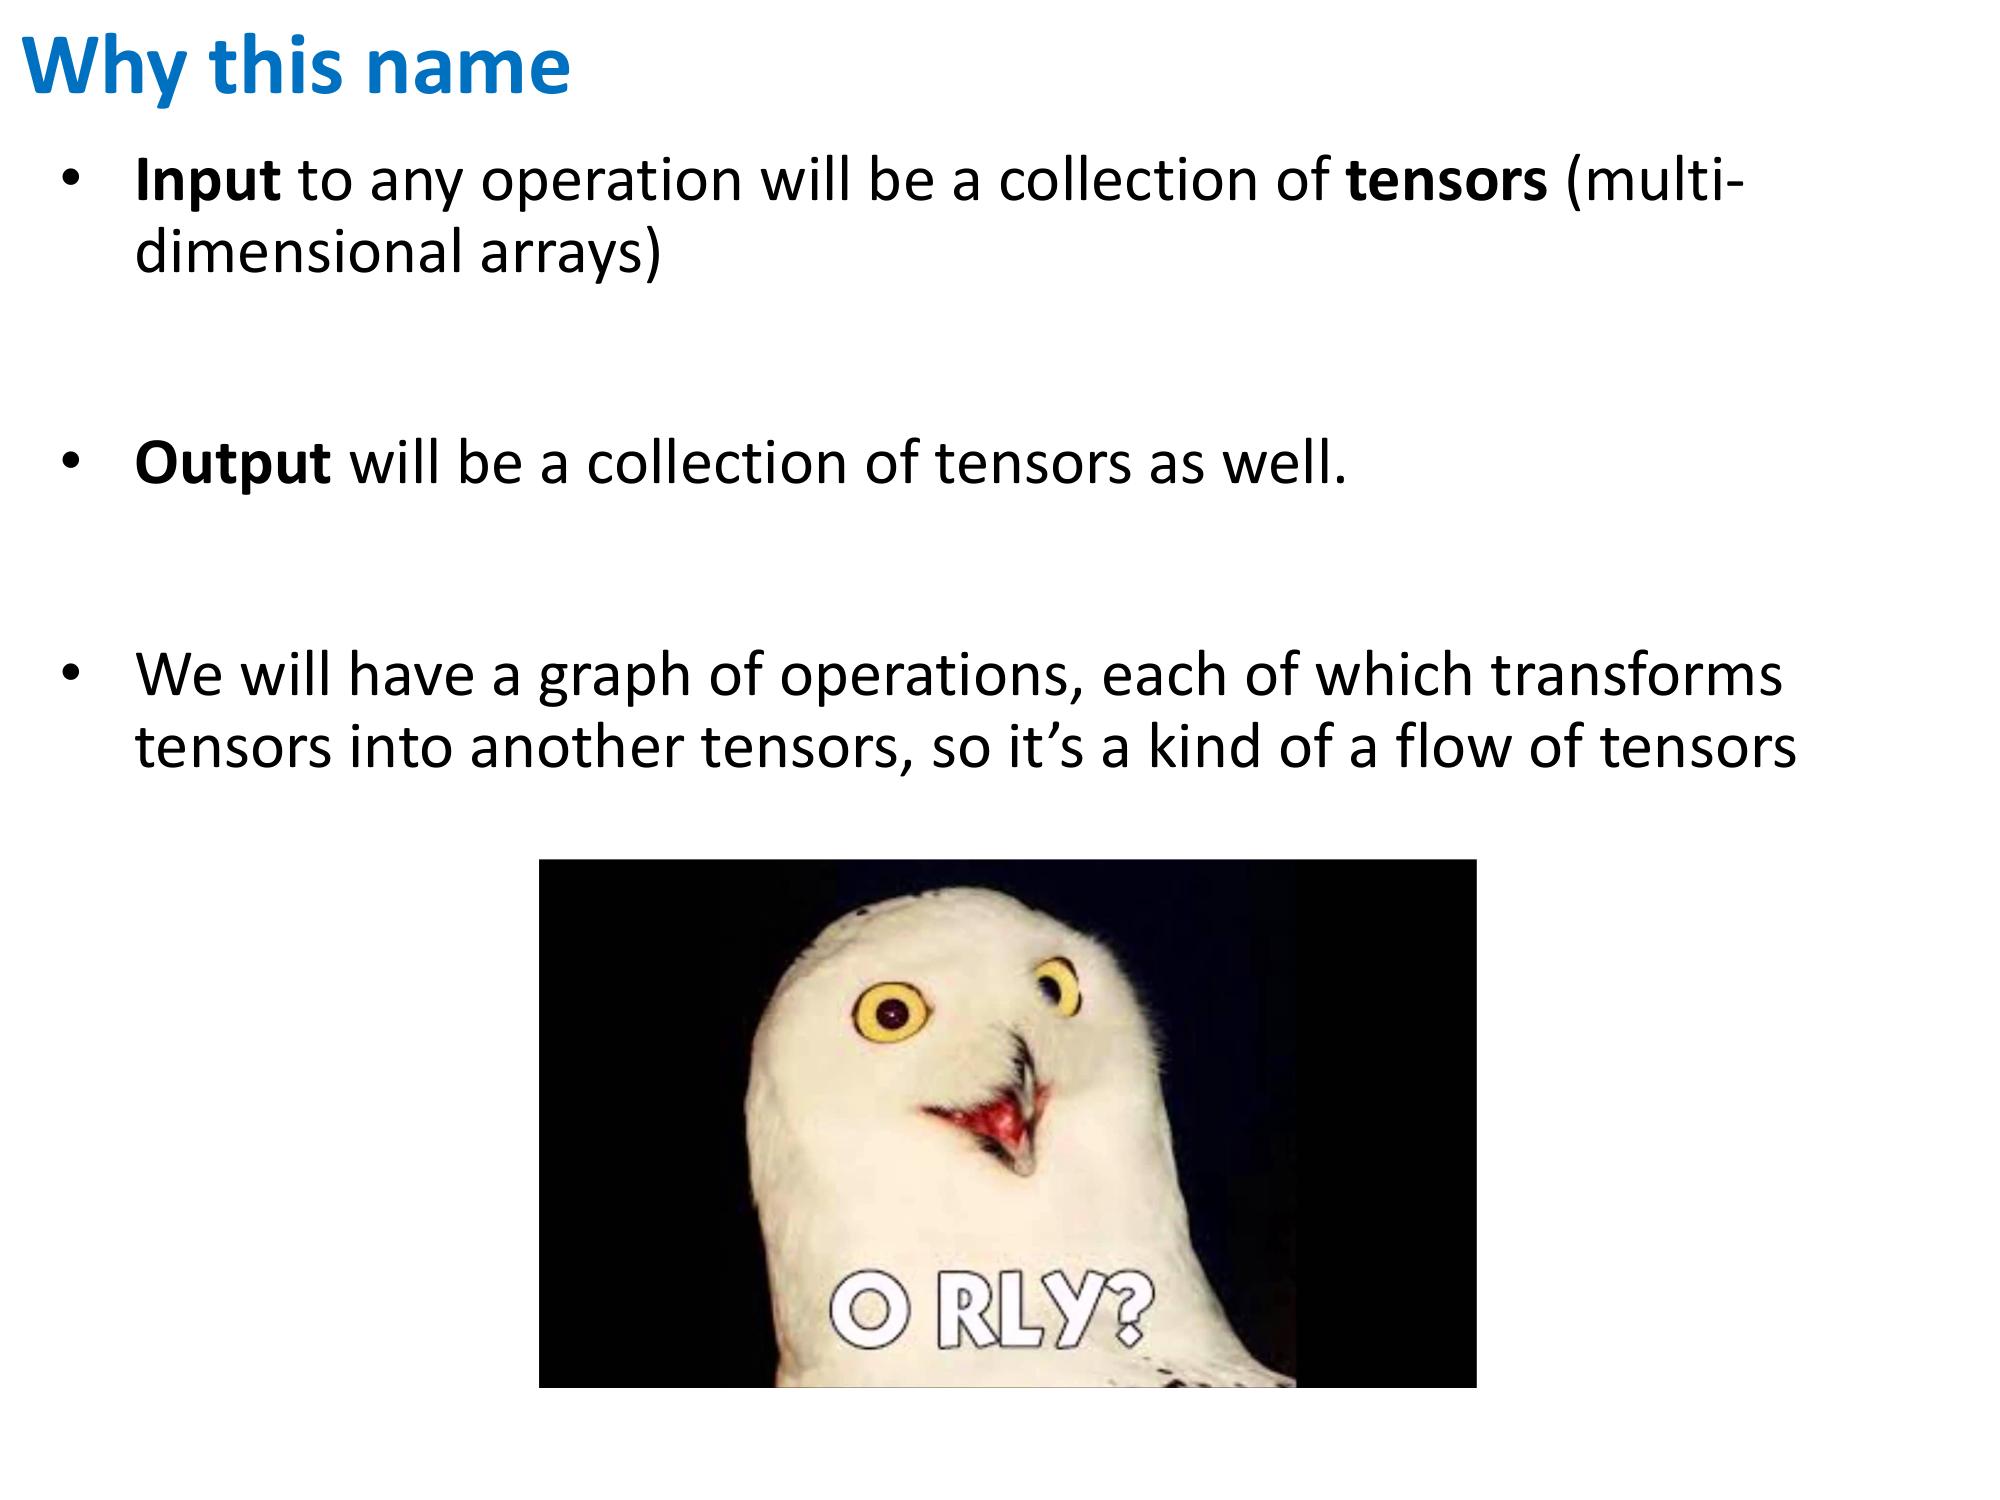 Why this name
• Input to any operation will be a collection of tensors (multi-
dimensional arrays)
• Output will be a collection of tensors as well.
• We will have a graph of operations, each of which transforms
tensors into another tensors, so it’s a kind of a flow of tensors
O RLY?